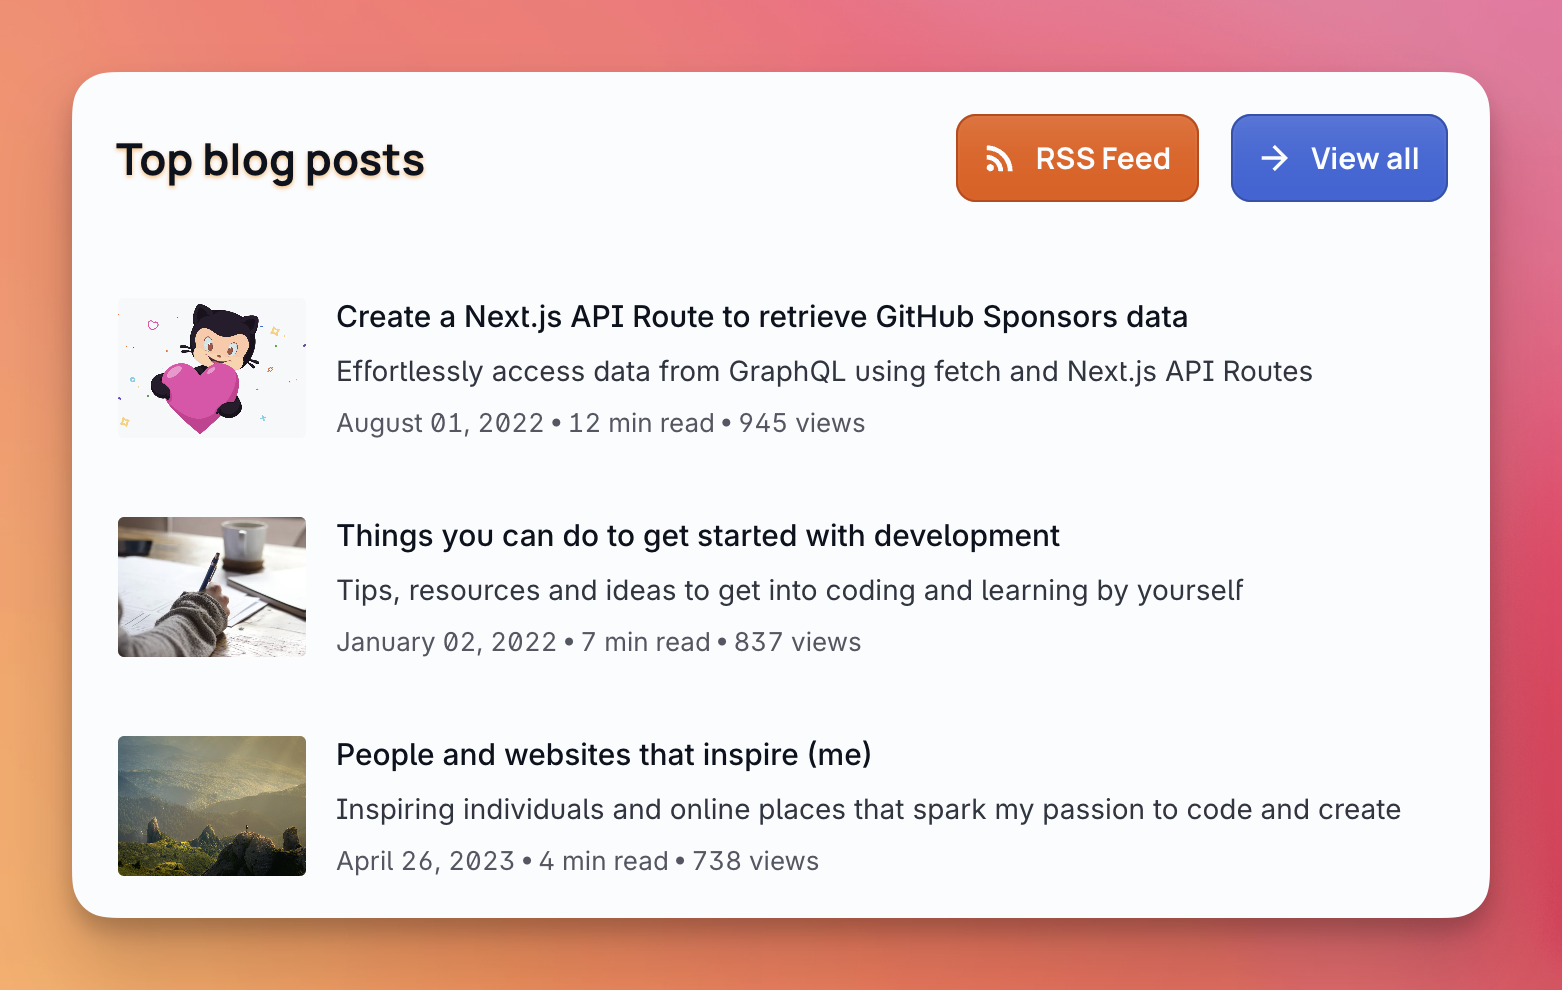 Top blog posts
RSS Feed
View all
Create a Next.js API Route to retrieve GitHub Sponsors data
Effortlessly access data from GraphQL using fetch and Next.js API Routes
August 01, 2022 • 12 min read • 945 views
Things you can do to get started with development
Tips, resources and ideas to get into coding and learning by yourself
January 02, 2022 • 7 min read • 837 views
People and websites that inspire (me)
Inspiring individuals and online places that spark my passion to code and create
April 26, 2023 • 4 min read • 738 views